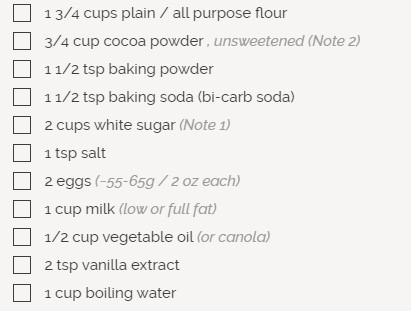 1 3/4 cups plain / all purpose flour
3/4 cup cocoa powder , unsweetened (Note 2)
1 1/2 tsp baking powder
1 1/2 tsp baking soda (bi-carb soda)
2 cups white sugar (Note 1)
1 tsp salt
2 eggs (~55-65g / 2 oz each)
1 cup milk (low or full fat)
1/2 cup vegetable oil (or canola)
2 tsp vanilla extract
1 cup boiling water